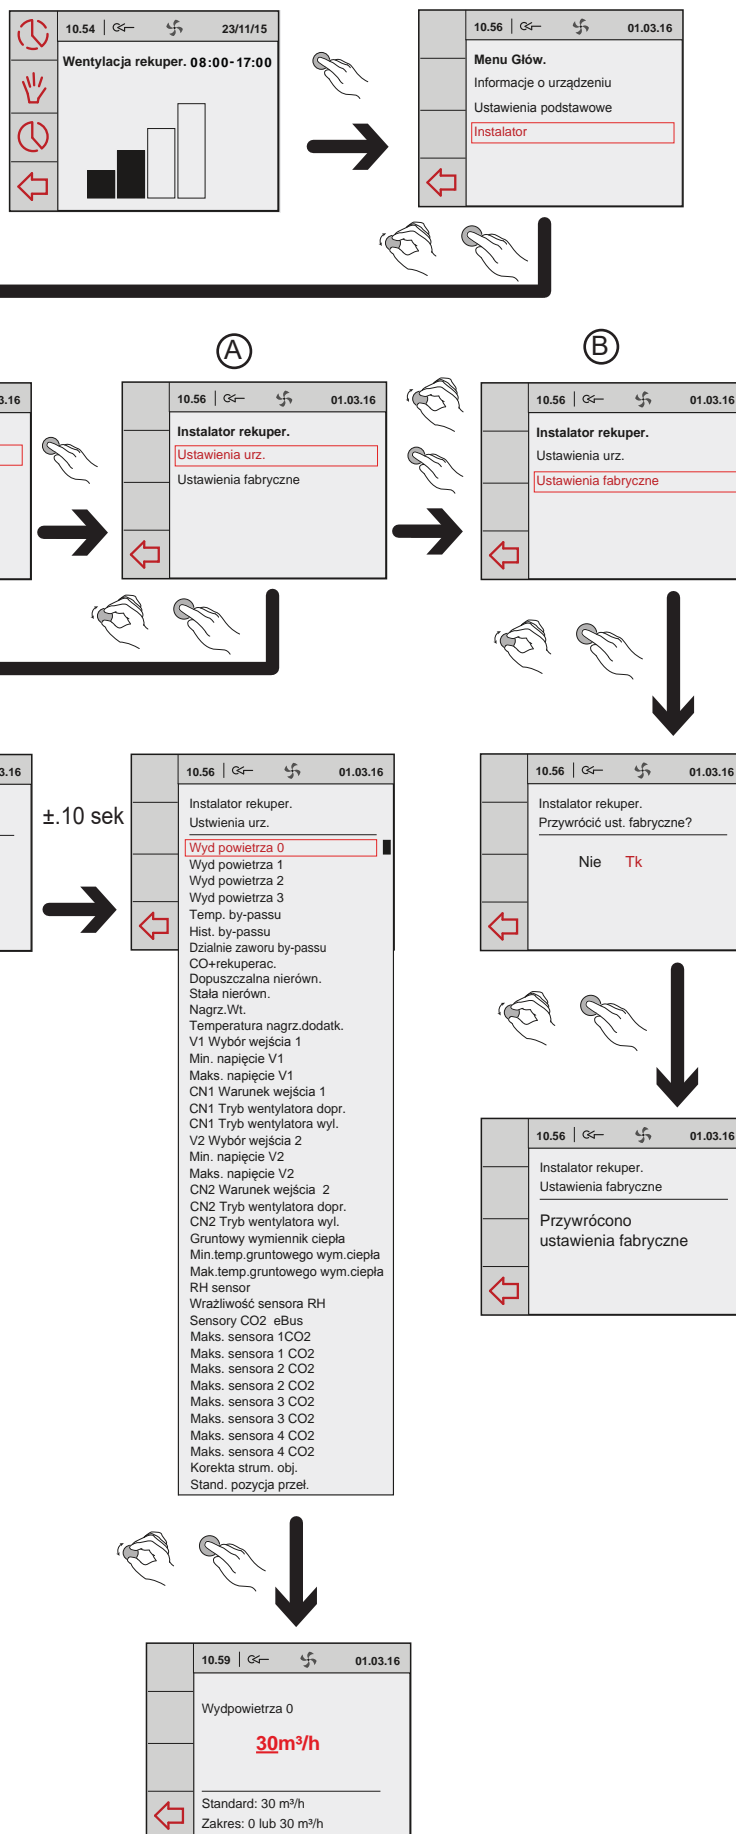 10.54
23/11/15
Wentylacja rekuper. 08:00-17:00
10.56
01.03.16
Menu Głów.
Informacje o urządzeniu
Ustawienia podstawowe
Instalator
A
B
3.16
10.56
01.03.16
Instalator rekuper.
Ustawienia urz.
Ustawienia fabryczne
10.56
01.03.16
Instalator rekuper.
Ustawienia urz.
Ustawienia fabryczne
3.16
±.10 sek
10.56
01.03.16
Instalator rekuper.
Ustwienia urz.
Wyd powietrza 0
Wyd powietrza 1
Wyd powietrza 2
Wyd powietrza 3
Temp. by-passu
Hist. by-passu
Dzialnie zaworu by-passu
CO+rekuperac.
Dopuszczalna nierówn.
Stała nierówn.
Nagrz.Wt.
Temperatura nagrz.dodatk.
V1 Wybór wejścia 1
Min. napięcie V1
Maks. napięcie V1
CN1 Warunek wejścia 1
CN1 Tryb wentylatora dopr.
CN1 Tryb wentylatora wyl.
V2 Wybór wejścia 2
Min. napięcie V2
Maks. napięcie V2
CN2 Warunek wejścia 2
CN2 Tryb wentylatora dopr.
CN2 Tryb wentylatora wyl.
Gruntowy wymiennik ciepła
Min.temp.gruntowego wym.ciepła
Mak.temp.gruntowego wym.ciepła
RH sensor
Wrażliwość sensora RH
Sensory CO2 eBus
Maks. sensora 1CO2
Maks. sensora 1 CO2
Maks. sensora 2 CO2
Maks. sensora 2 CO2
Maks. sensora 3 CO2
Maks. sensora 3 CO2
Maks. sensora 4 CO2
Maks. sensora 4 CO2
Korekta strum. obj.
Stand. pozycja przeł.
10.56
01.03.16
Instalator rekuper.
Przywrócić ust. fabryczne?
Nie Tk
10.56
01.03.16
Instalator rekuper.
Ustawienia fabryczne
Przywrócono
ustawienia fabryczne
10.59
01.03.16
Wydpowietrza 0
30m³/h
Standard: 30 m³/h
Zakres: 0 lub 30 m³/h